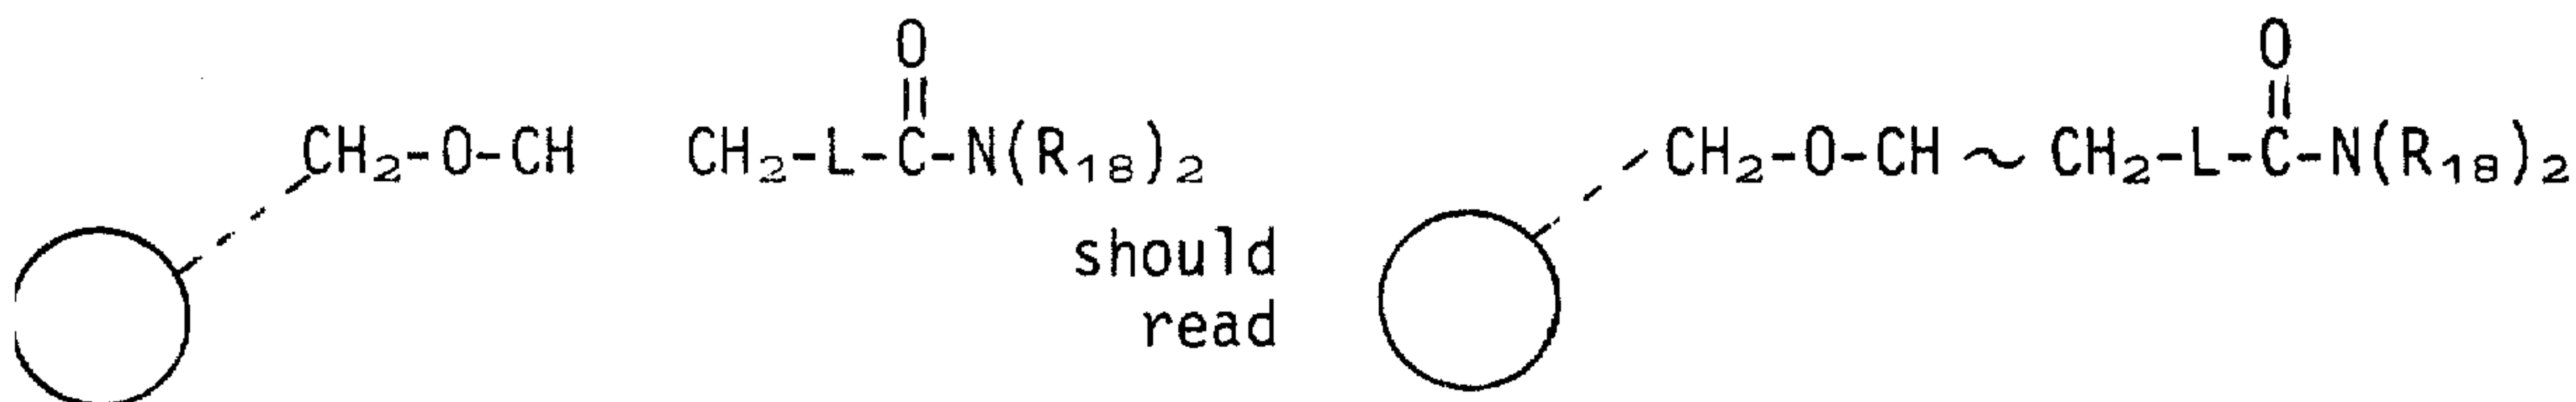 O O
CH₂-O-CH CH₂-L-C-N(R₁₈)₂ CH₂-O-CH ~ CH₂-L-C-N(R₁₈)₂
should
read